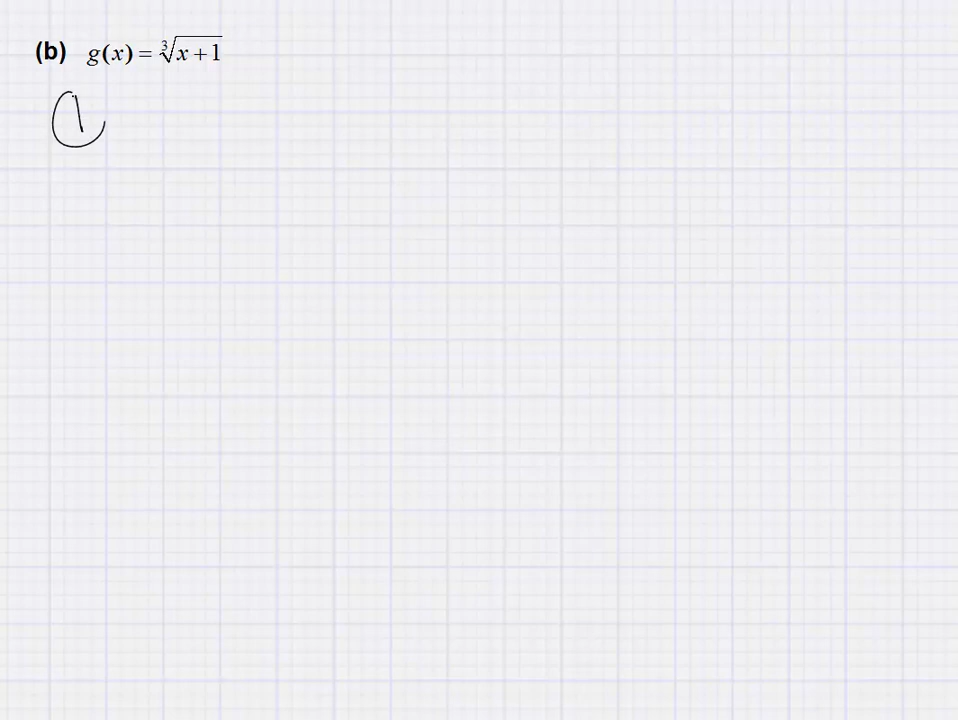 (b) g(x) = ∛(x + 1)
①